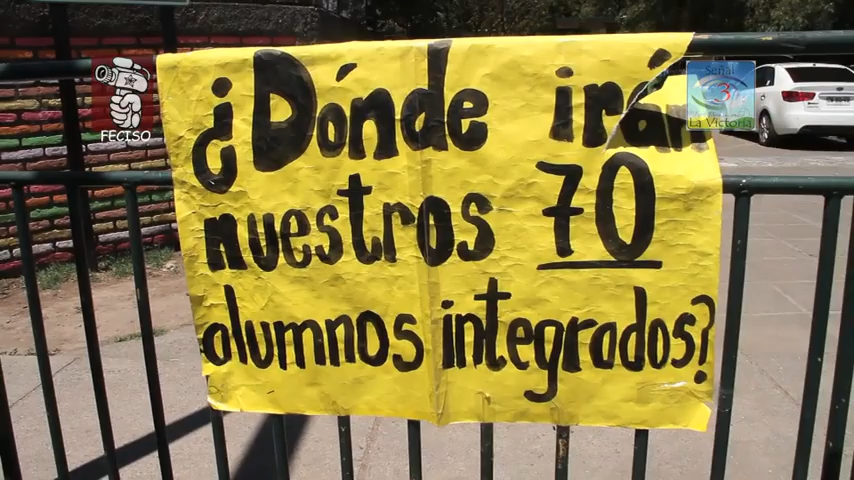 ¿Dónde irán
nuestros 70
alumnos integrados?
FECISO
Señal
3
La Victoria